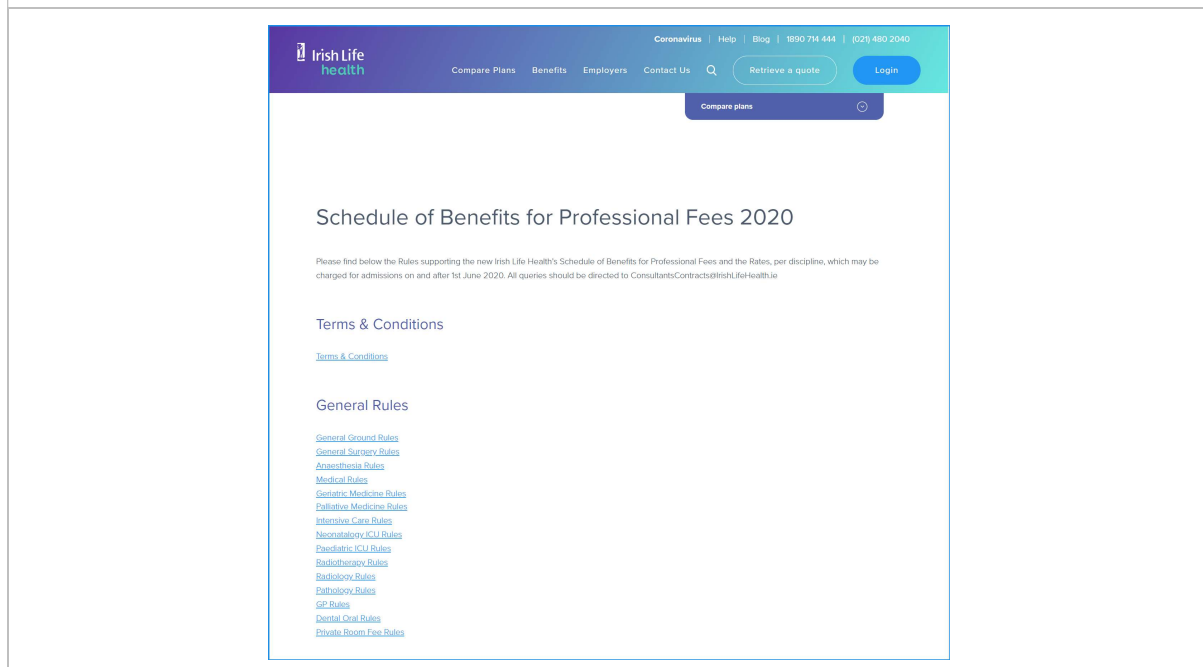 Coronavirus | Help | Blog | 1890 714 444 | (021) 480 2040
Irish Life
health
Compare Plans Benefits Employers Contact Us Retrieve a quote Login
Compare plans
Schedule of Benefits for Professional Fees 2020
Please find below the Rules supporting the new Irish Life Health's Schedule of Benefits for Professional Fees and the Rates, per discipline, which may be
charged for admissions on and after 1st June 2020. All queries should be directed to ConsultantsContracts@IrishLifeHealth.ie
Terms & Conditions
Terms & Conditions
General Rules
General Ground Rules
General Surgery Rules
Anaesthesia Rules
Medical Rules
Geriatric Medicine Rules
Palliative Medicine Rules
Intensive Care Rules
Neonatalogy ICU Rules
Paediatric ICU Rules
Radiotherapy Rules
Radiology Rules
Pathology Rules
GP Rules
Dental Oral Rules
Private Room Fee Rules